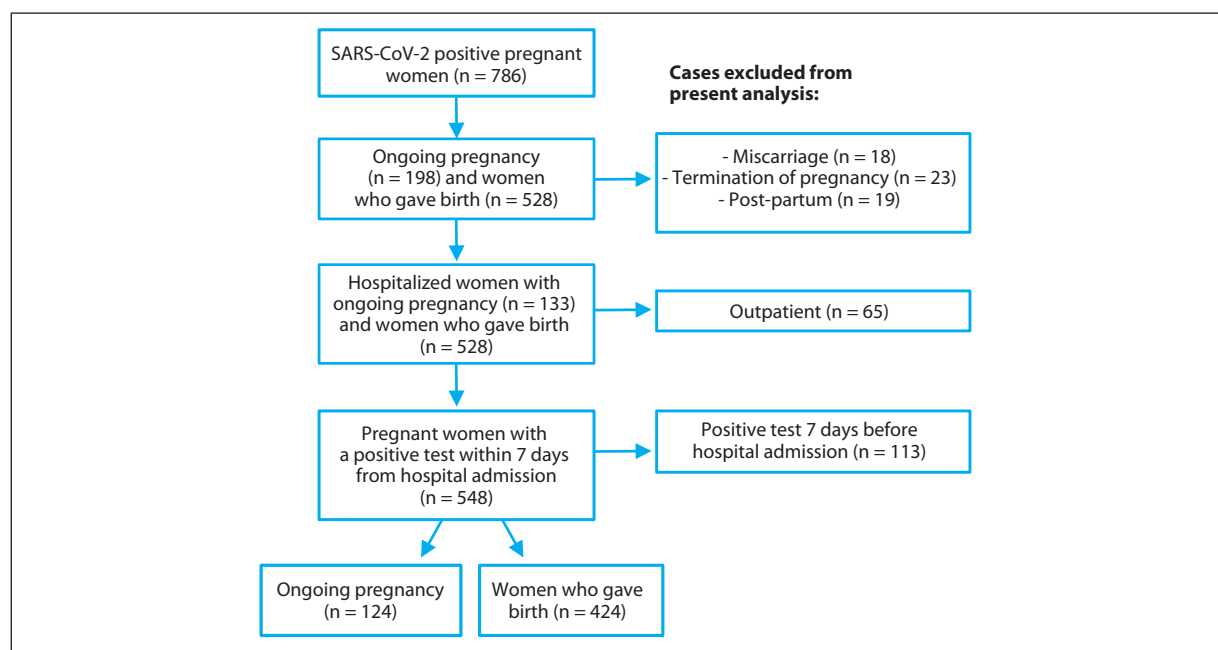 SARS-CoV-2 positive pregnant
women (n = 786)
Cases excluded from
present analysis:
Ongoing pregnancy
(n = 198) and women
who gave birth (n = 528)
- Miscarriage (n = 18)
- Termination of pregnancy (n = 23)
- Post-partum (n = 19)
Hospitalized women with
ongoing pregnancy (n = 133)
and women who gave birth
(n = 528)
Outpatient (n = 65)
Pregnant women with
a positive test within 7 days
from hospital admission
(n = 548)
Positive test 7 days before
hospital admission (n = 113)
Ongoing pregnancy
(n = 124)
Women who gave
birth (n = 424)